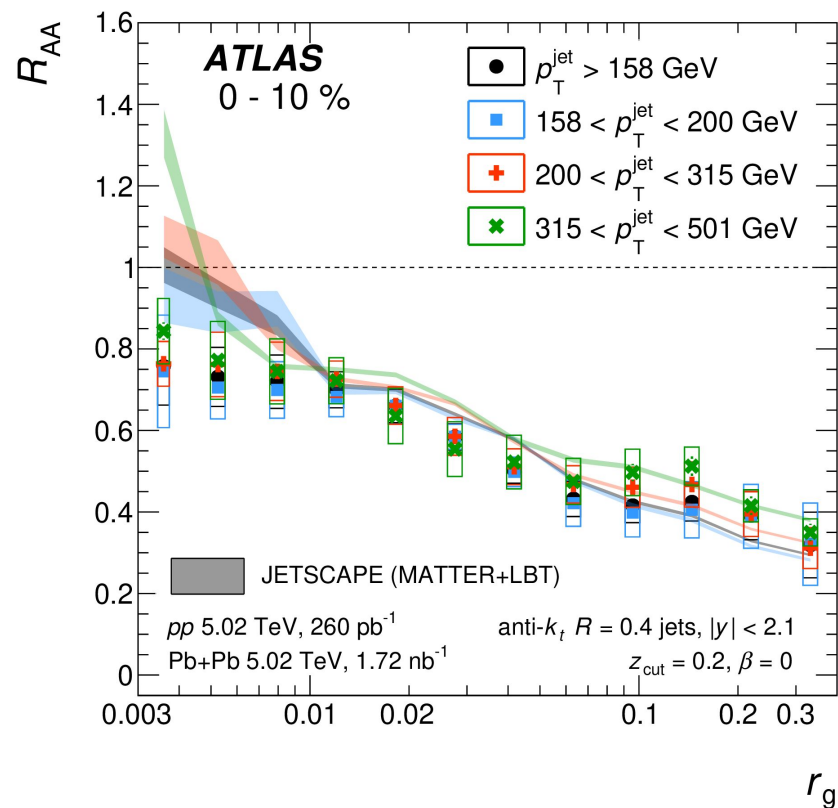 R_AA
1.6
1.4
1.2
1
0.8
0.6
0.4
0.2
0
ATLAS
0 - 10 %
p_T^jet > 158 GeV
158 < p_T^jet < 200 GeV
200 < p_T^jet < 315 GeV
315 < p_T^jet < 501 GeV
JETSCAPE (MATTER+LBT)
pp 5.02 TeV, 260 pb^-1
Pb+Pb 5.02 TeV, 1.72 nb^-1
anti-k_t R = 0.4 jets, |y| < 2.1
z_cut = 0.2, β = 0
0.003 0.01 0.02 0.1 0.2 0.3
r_g